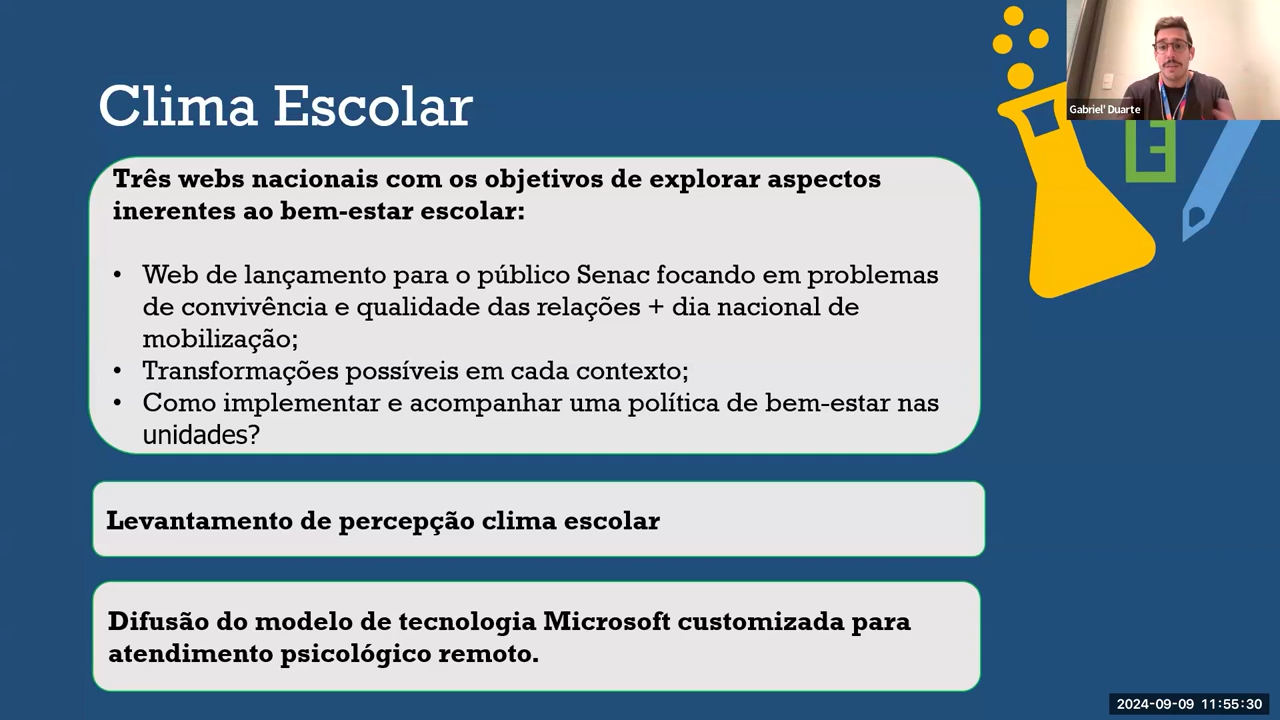 Clima Escolar
Gabriel' Duarte
Três webs nacionais com os objetivos de explorar aspectos
inerentes ao bem-estar escolar:
• Web de lançamento para o público Senac focando em problemas
de convivência e qualidade das relações + dia nacional de
mobilização;
• Transformações possíveis em cada contexto;
• Como implementar e acompanhar uma política de bem-estar nas
unidades?
Levantamento de percepção clima escolar
Difusão do modelo de tecnologia Microsoft customizada para
atendimento psicológico remoto.
2024-09-09 11:55:30